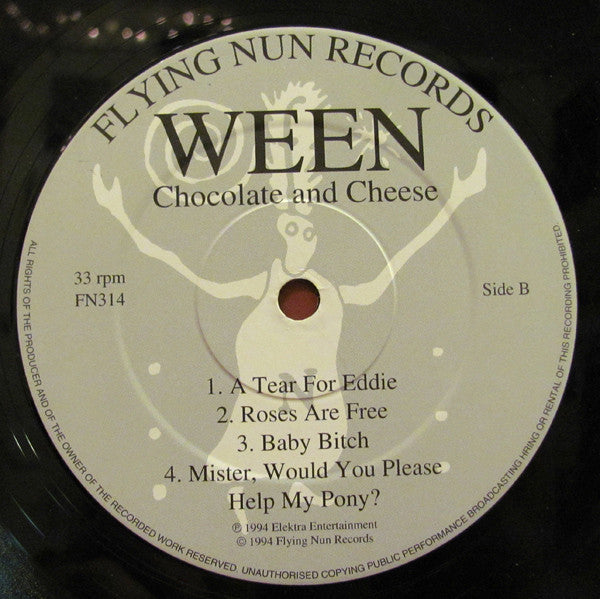 FLYING NUN RECORDS
WEEN
Chocolate and Cheese
33 rpm
FN314
Side B
N
1. A Tear For Eddie
2. Roses Are Free
3. Baby Bitch
4. Mister, Would You Please
Help My Pony?
℗ 1994 Elektra Entertainment
© 1994 Flying Nun Records
ALL RIGHTS OF THE PRODUCER AND OF THE OWNER OF THE RECORDED WORK RESERVED. UNAUTHORISED COPYING PUBLIC PERFORMANCE BROADCASTING HRING OR RENTAL OF THIS RECORDING PROHIBITED.